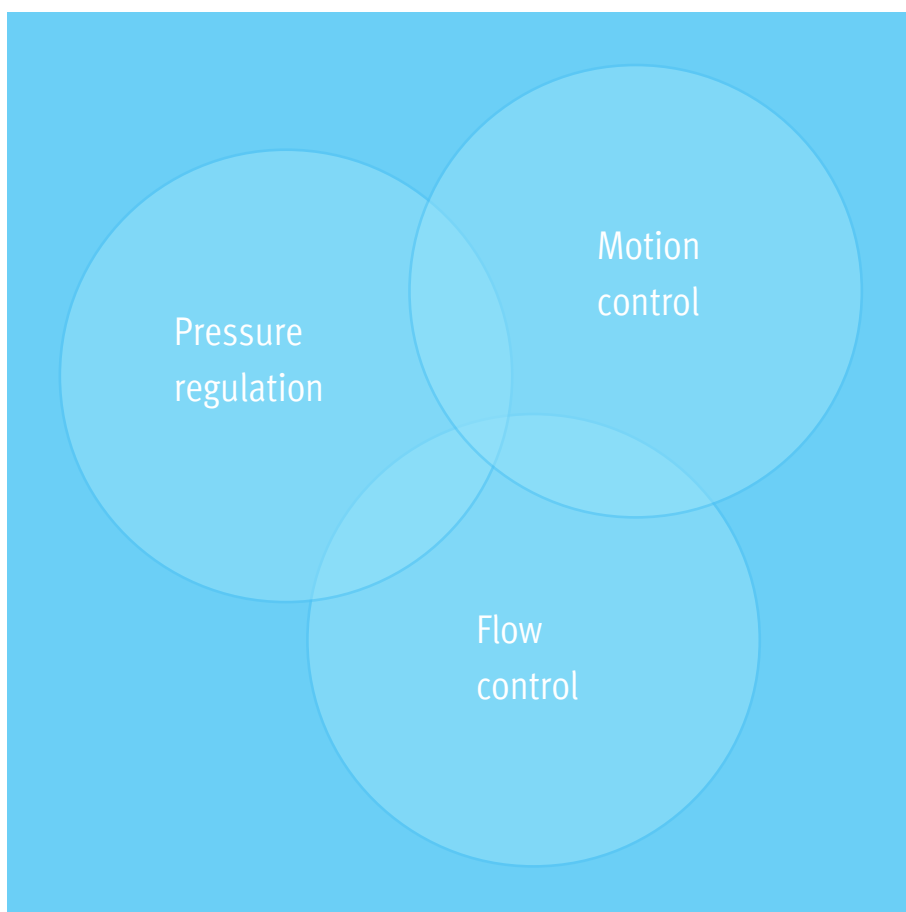 Motion
control
Pressure
regulation
Flow
control